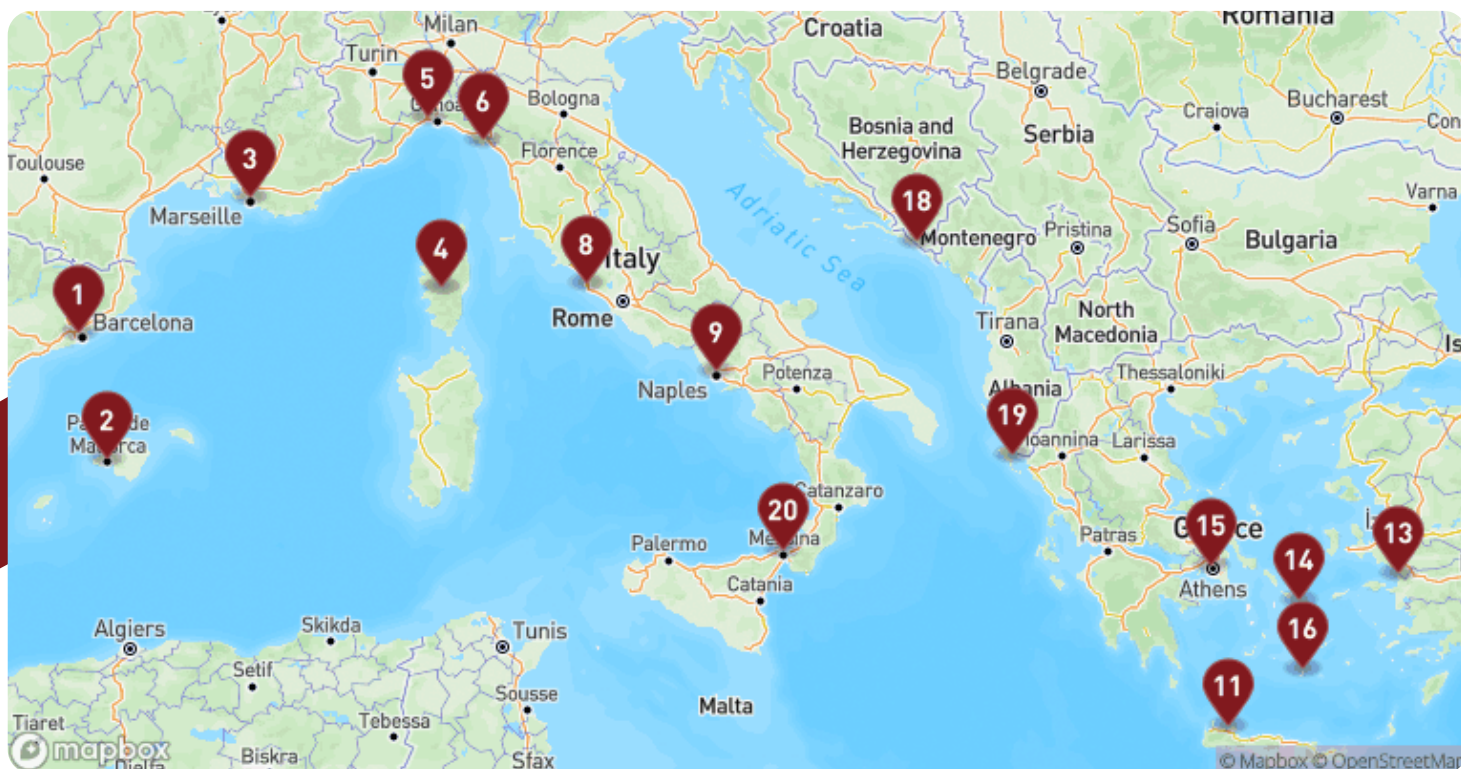 Milan
Croatia
Romania
Turin
5
6
Bologna
Belgrade
Craiova
Bucharest
Con
Bosnia and
Herzegovina
Serbia
Toulouse
3
Florence
Marseille
Adriatic Sea
18
Montenegro
Pristina
Sofia
Bulgaria
Varna
4
8
Italy
1
Barcelona
Rome
9
Naples
Potenza
Tirana
North
Macedonia
Is
Thessaloniki
Albania
2
19
Ioannina
Larissa
20
Catanzaro
Palermo
Catania
Patras
15
Athens
14
13
16
11
Algiers
Skikda
Tunis
Setif
Sousse
Malta
Tiaret
Tebessa
mapbox
Biskra
Sfax
© Mapbox © OpenStreetMap